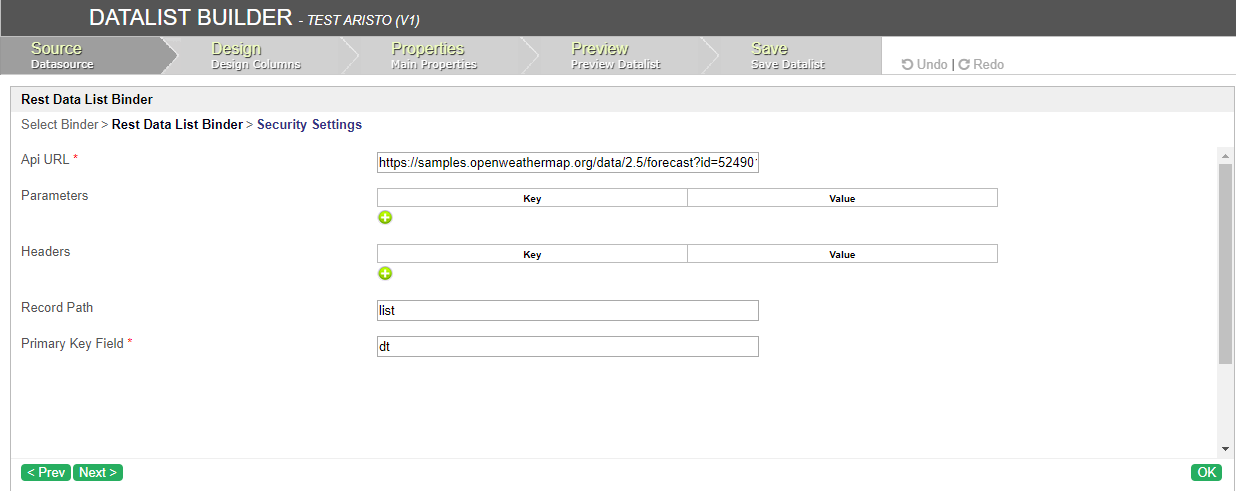 DATALIST BUILDER - TEST ARISTO (V1)
Source Design Properties Preview Save
Datasource Design Columns Main Properties Preview Datalist Save Datalist Undo | Redo
Rest Data List Binder
Select Binder > Rest Data List Binder > Security Settings
Api URL * https://samples.openweathermap.org/data/2.5/forecast?id=524901
Parameters Key Value
Headers Key Value
Record Path list
Primary Key Field * dt
< Prev Next > OK